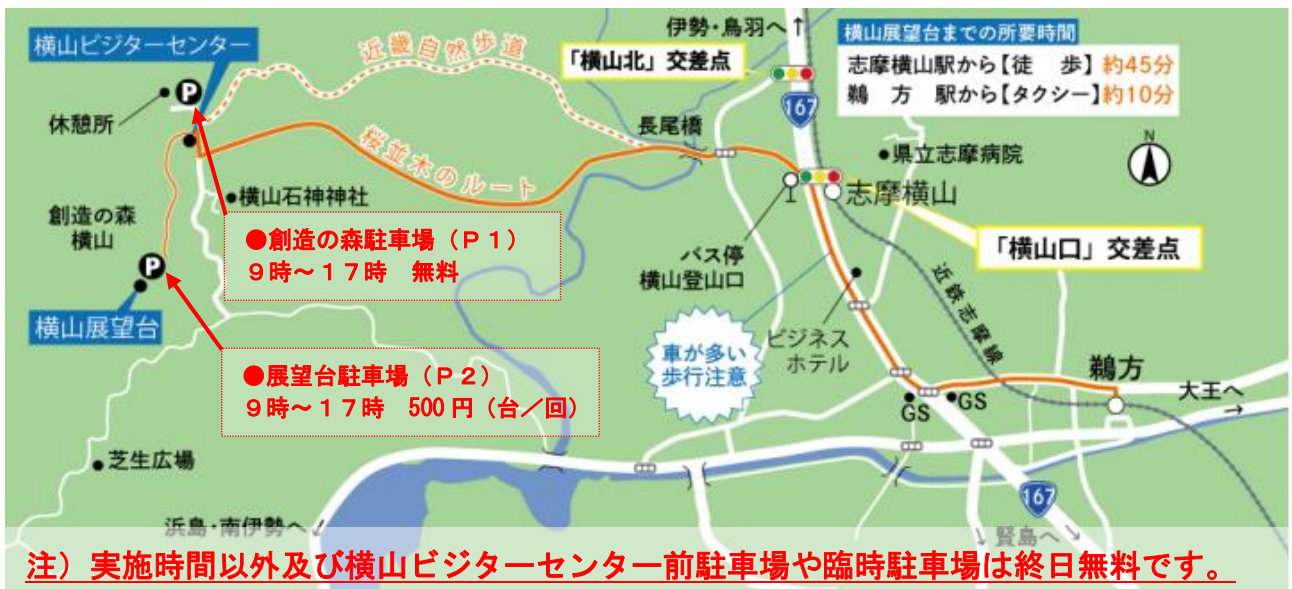 横山ビジターセンター
近畿自然歩道
伊勢・鳥羽へ↑
「横山北」交差点
横山展望台までの所要時間
志摩横山駅から【徒　歩】約45分
鵜　方　駅から【タクシー】約10分
167
N
P
休憩所
長尾橋
桜並木のルート
県立志摩病院
横山石神神社
志摩横山
創造の森
横山
●創造の森駐車場（Ｐ１）
９時～１７時　無料
「横山口」交差点
バス停
横山登山口
P
横山展望台
近鉄志摩線
車が多い
歩行注意
ビジネス
ホテル
●展望台駐車場（Ｐ２）
９時～１７時　500円（台／回）
鵜方
大王へ
→
GS
GS
芝生広場
167
浜島・南伊勢へ↙
↘賢島へ↘
注）実施時間以外及び横山ビジターセンター前駐車場や臨時駐車場は終日無料です。